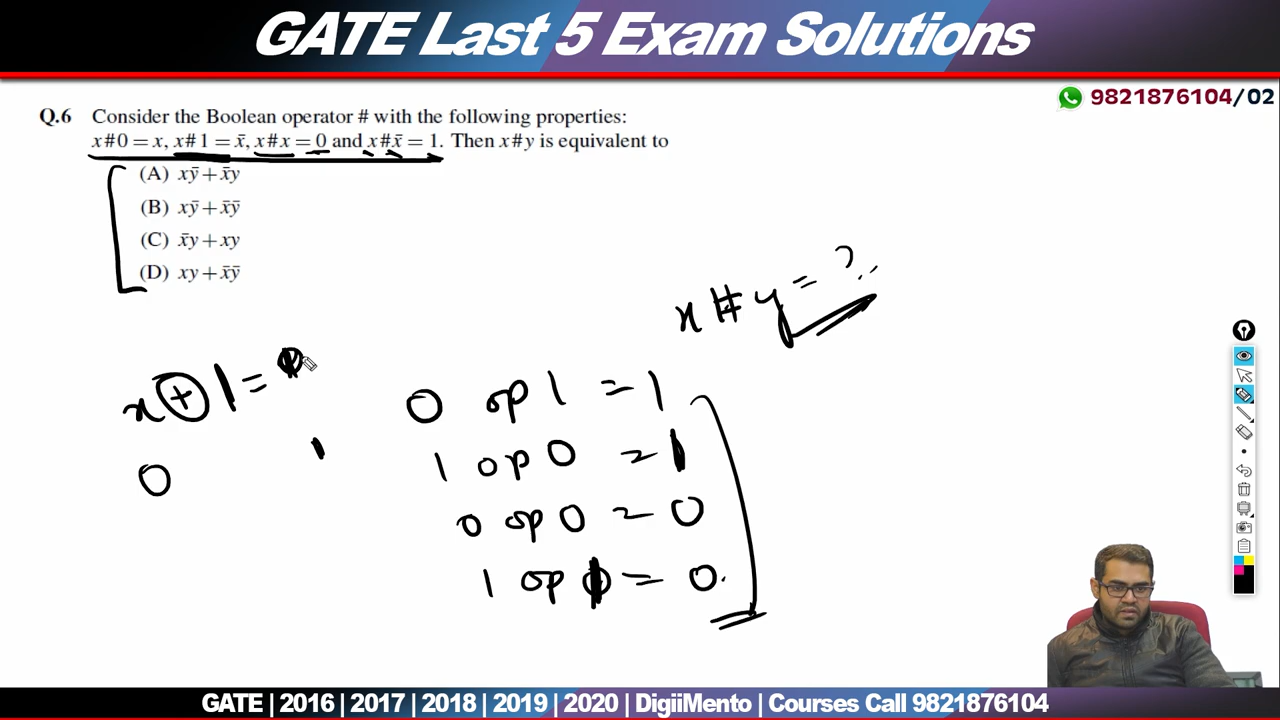 GATE Last 5 Exam Solutions
9821876104/02
Q.6 Consider the Boolean operator # with the following properties:
x#0 = x, x#1 = x̄, x#x = 0 and x#x̄ = 1. Then x#y is equivalent to
(A) xȳ + x̄y
(B) xȳ + x̄ȳ
(C) x̄y + xy
(D) xy + x̄ȳ
x # y = ?
x ⊕ 1 =
0 1
0 op 1 = 1
1 op 0 = 1
0 op 0 = 0
1 op 1 = 0.
GATE | 2016 | 2017 | 2018 | 2019 | 2020 | DigiiMento | Courses Call 9821876104